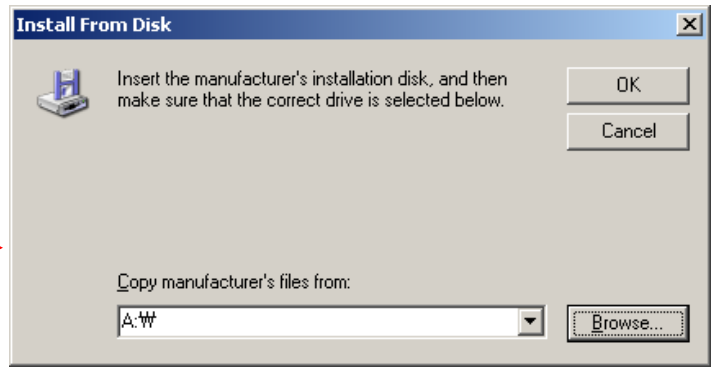 Install From Disk
Insert the manufacturer's installation disk, and then
make sure that the correct drive is selected below.
OK
Cancel
Copy manufacturer's files from:
A:₩
Browse...